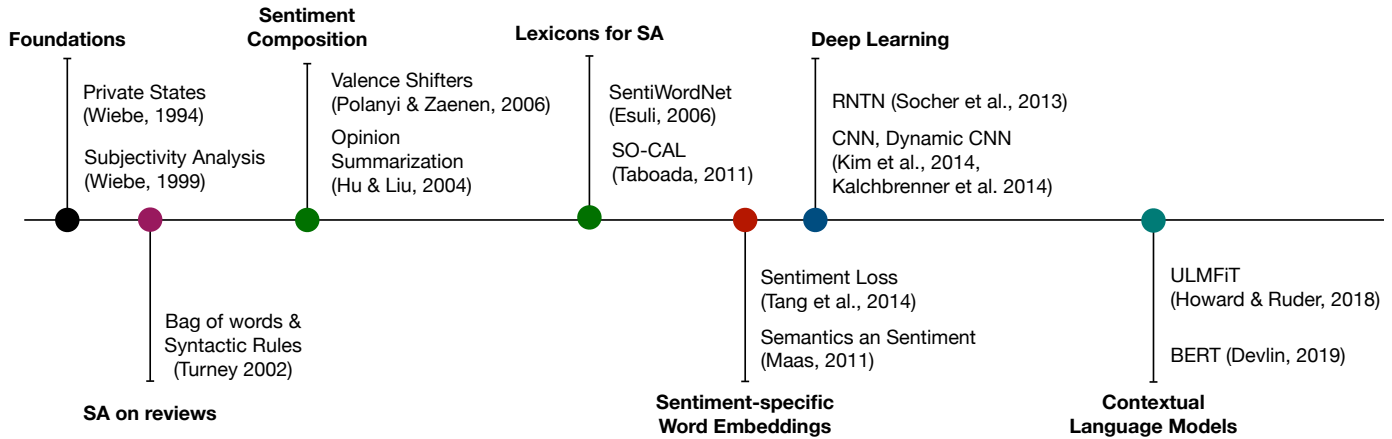 Foundations
Private States
(Wiebe, 1994)
Subjectivity Analysis
(Wiebe, 1999)
Bag of words &
Syntactic Rules
(Turney 2002)
SA on reviews
Sentiment
Composition
Valence Shifters
(Polanyi & Zaenen, 2006)
Opinion
Summarization
(Hu & Liu, 2004)
Lexicons for SA
SentiWordNet
(Esuli, 2006)
SO-CAL
(Taboada, 2011)
Sentiment Loss
(Tang et al., 2014)
Semantics an Sentiment
(Maas, 2011)
Sentiment-specific
Word Embeddings
Deep Learning
RNTN (Socher et al., 2013)
CNN, Dynamic CNN
(Kim et al., 2014,
Kalchbrenner et al. 2014)
ULMFiT
(Howard & Ruder, 2018)
BERT (Devlin, 2019)
Contextual
Language Models